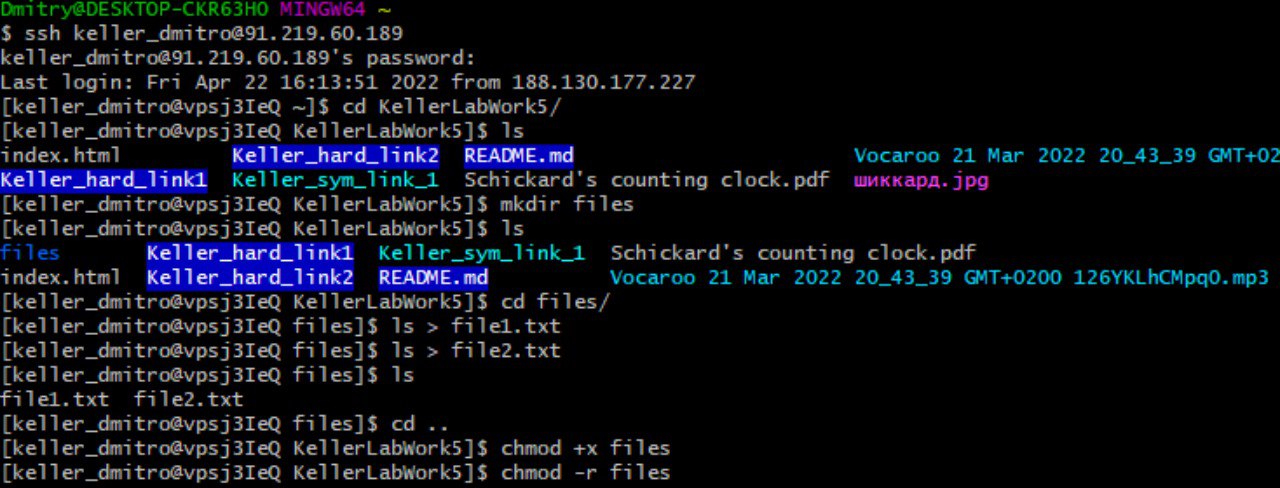 Dmitry@DESKTOP-CKR63HO MINGW64 ~
$ ssh keller_dmitro@91.219.60.189
keller_dmitro@91.219.60.189's password:
Last login: Fri Apr 22 16:13:51 2022 from 188.130.177.227
[keller_dmitro@vpsj3IeQ ~]$ cd KellerLabWork5/
[keller_dmitro@vpsj3IeQ KellerLabWork5]$ ls
index.html Keller_hard_link2 README.md Vocaroo 21 Mar 2022 20_43_39 GMT+02
Keller_hard_link1 Keller_sym_link_1 Schickard's counting clock.pdf шиккард.jpg
[keller_dmitro@vpsj3IeQ KellerLabWork5]$ mkdir files
[keller_dmitro@vpsj3IeQ KellerLabWork5]$ ls
files Keller_hard_link1 Keller_sym_link_1 Schickard's counting clock.pdf
index.html Keller_hard_link2 README.md Vocaroo 21 Mar 2022 20_43_39 GMT+0200 126YKLhCMpq0.mp3
[keller_dmitro@vpsj3IeQ KellerLabWork5]$ cd files/
[keller_dmitro@vpsj3IeQ files]$ ls > file1.txt
[keller_dmitro@vpsj3IeQ files]$ ls > file2.txt
[keller_dmitro@vpsj3IeQ files]$ ls
file1.txt file2.txt
[keller_dmitro@vpsj3IeQ files]$ cd ..
[keller_dmitro@vpsj3IeQ KellerLabWork5]$ chmod +x files
[keller_dmitro@vpsj3IeQ KellerLabWork5]$ chmod -r files